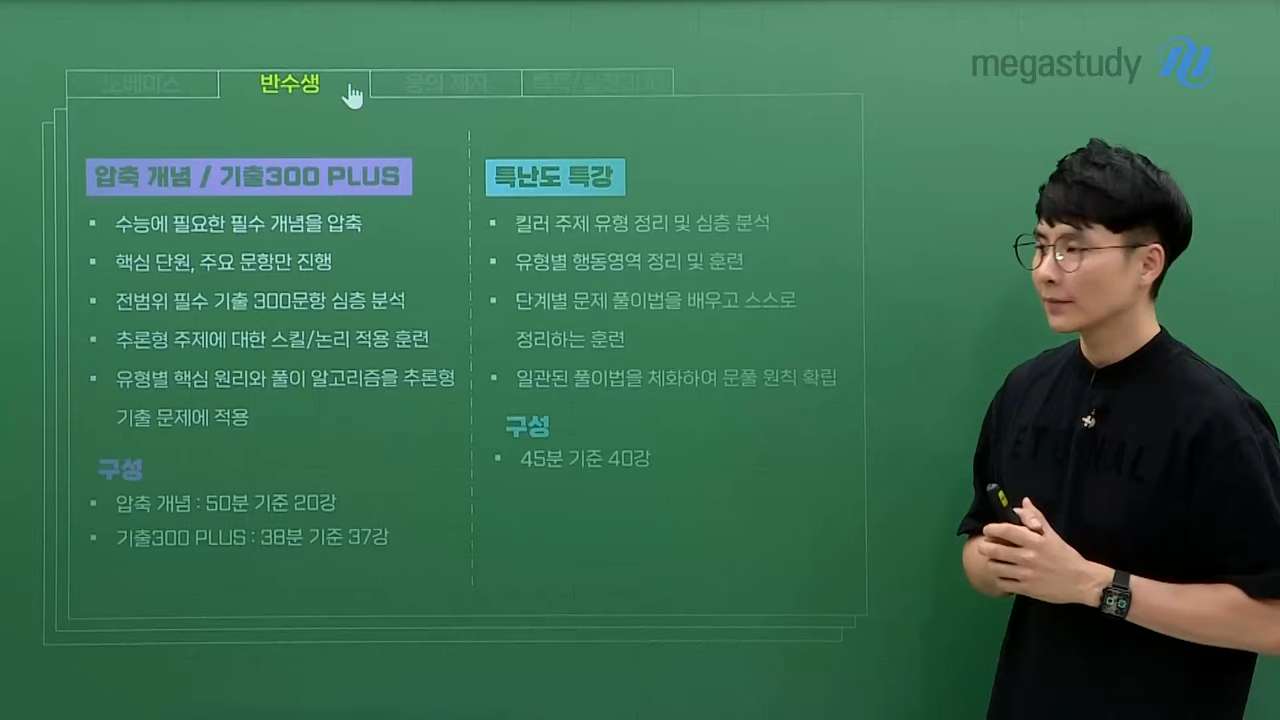 megastudy
노베이스
반수생
웅의 제자
압축 개념 / 기출300 PLUS
수능에 필요한 필수 개념을 압축
핵심 단원, 주요 문항만 진행
전범위 필수 기출 300문항 심층 분석
추론형 주제에 대한 스킬/논리 적용 훈련
유형별 핵심 원리와 풀이 알고리즘을 추론형
기출 문제에 적용
구성
압축 개념 : 50분 기준 20강
기출300 PLUS : 38분 기준 37강
특난도 특강
킬러 주제 유형 정리 및 심층 분석
유형별 행동영역 정리 및 훈련
단계별 문제 풀이법을 배우고 스스로
정리하는 훈련
일관된 풀이법을 체화하여 문풀 원칙 확립
구성
45분 기준 40강
ETERNAL